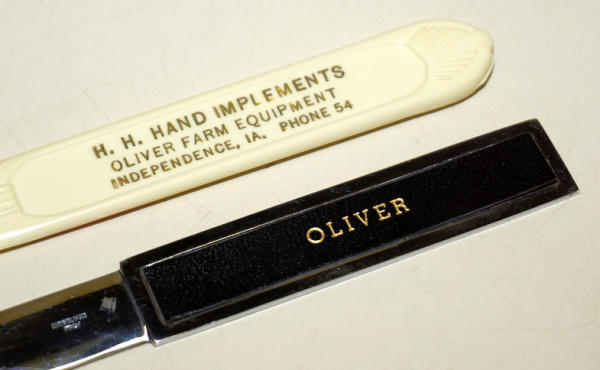 H. H. HAND IMPLEMENTS
OLIVER FARM EQUIPMENT
INDEPENDENCE, IA. PHONE 54
OLIVER